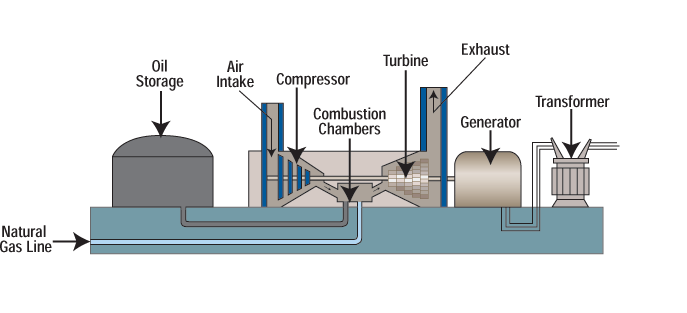 Oil
Storage
Air
Intake
Compressor
Combustion
Chambers
Turbine
Exhaust
Generator
Transformer
Natural
Gas Line